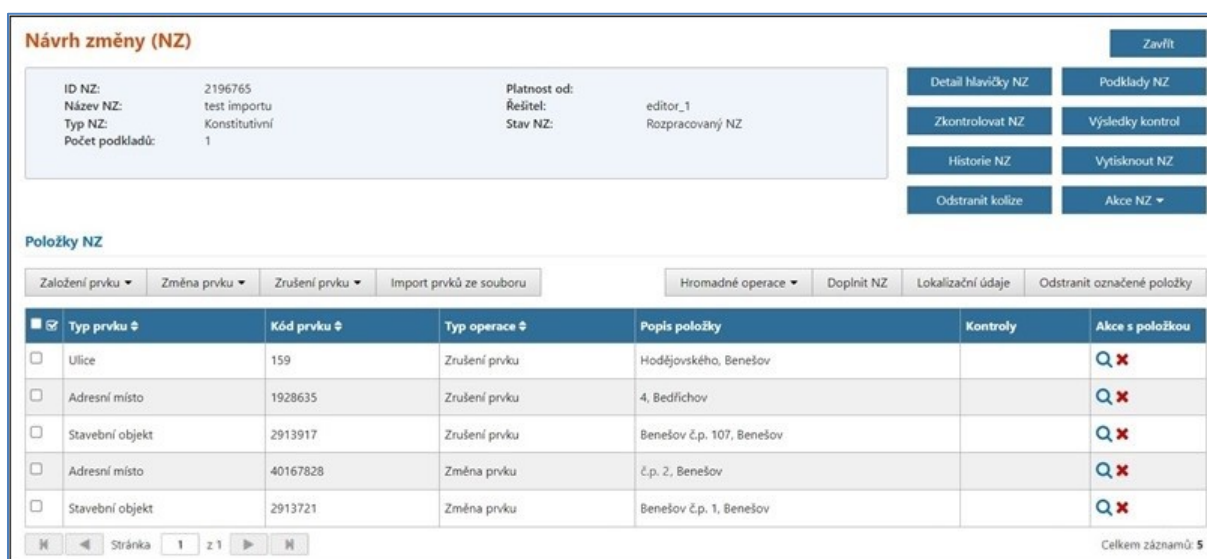 Návrh změny (NZ)
Zavřít
ID NZ: 2196765 Platnost od:
Název NZ: test importu Řešitel: editor_1
Typ NZ: Konstitutivní Stav NZ: Rozpracovaný NZ
Počet podkladů: 1
Detail hlavičky NZ Podklady NZ
Zkontrolovat NZ Výsledky kontrol
Historie NZ Vytisknout NZ
Odstranit kolize Akce NZ
Položky NZ
Založení prvku Změna prvku Zrušení prvku Import prvků ze souboru Hromadné operace Doplnit NZ Lokalizační údaje Odstranit označené položky
Typ prvku Kód prvku Typ operace Popis položky Kontroly Akce s položkou
Ulice 159 Zrušení prvku Hodějovského, Benešov
Adresní místo 1928635 Zrušení prvku 4, Bedřichov
Stavební objekt 2913917 Zrušení prvku Benešov č.p. 107, Benešov
Adresní místo 40167828 Změna prvku č.p. 2, Benešov
Stavební objekt 2913721 Změna prvku Benešov č.p. 1, Benešov
Stránka 1 z 1 Celkem záznamů: 5